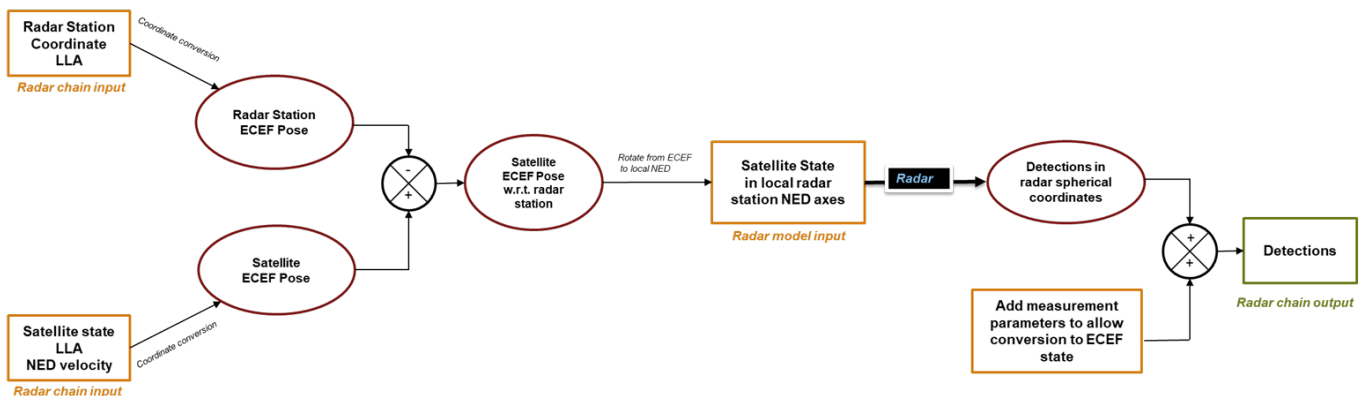 Radar Station
Coordinate
LLA
Radar chain input
Coordinate conversion
Radar Station
ECEF Pose
-
+
Satellite
ECEF Pose
Satellite state
LLA
NED velocity
Radar chain input
Coordinate conversion
Satellite
ECEF Pose
w.r.t. radar
station
Rotate from ECEF
to local NED
Satellite State
in local radar
station NED axes
Radar model input
Radar
Detections in
radar spherical
coordinates
+
+
Add measurement
parameters to allow
conversion to ECEF
state
Detections
Radar chain output